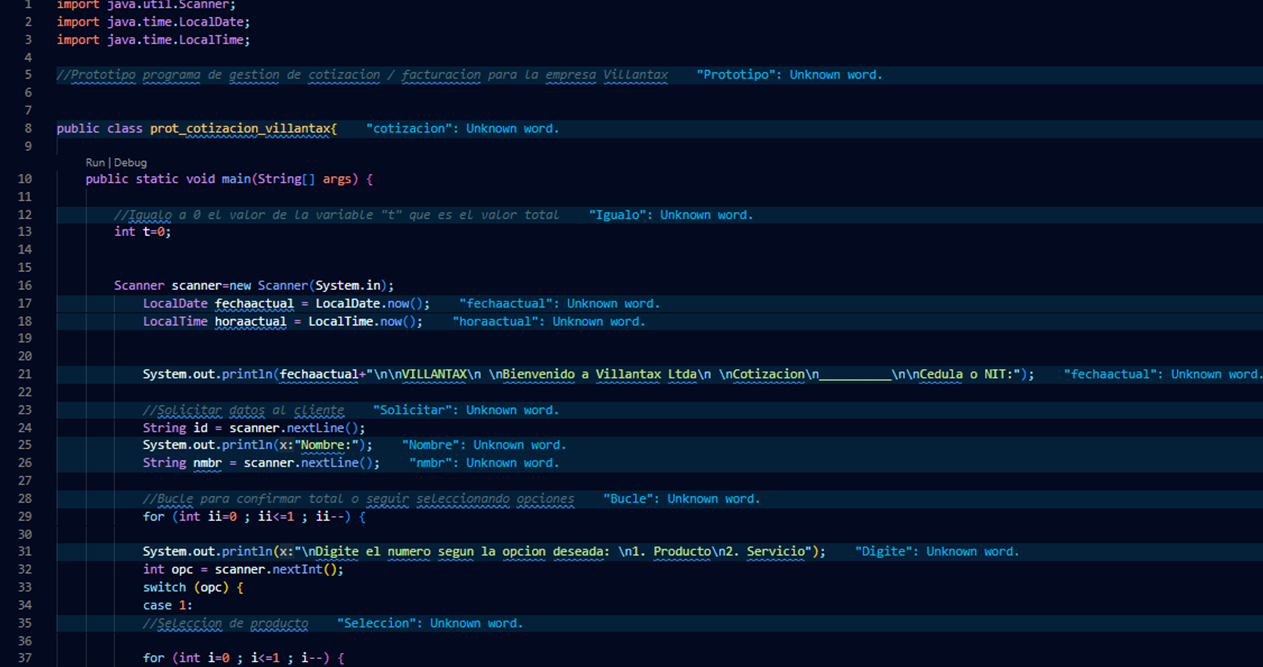 1 import java.util.Scanner;
2 import java.time.LocalDate;
3 import java.time.LocalTime;
4
5 //Prototipo programa de gestion de cotizacion / facturacion para la empresa Villantax "Prototipo": Unknown word.
6
7
8 public class prot_cotizacion_villantax{ "cotizacion": Unknown word.
9
Run | Debug
10 public static void main(String[] args) {
11
12 //Igualo a 0 el valor de la variable "t" que es el valor total "Igualo": Unknown word.
13 int t=0;
14
15
16 Scanner scanner=new Scanner(System.in);
17 LocalDate fechaactual = LocalDate.now(); "fechaactual": Unknown word.
18 LocalTime horaactual = LocalTime.now(); "horaactual": Unknown word.
19
20
21 System.out.println(fechaactual+"\n\nVILLANTAX\n \nBienvenido a Villantax Ltda\n \nCotizacion\n__________\n\nCedula o NIT:"); "fechaactual": Unknown word.
22
23 //Solicitar datos al cliente "Solicitar": Unknown word.
24 String id = scanner.nextLine();
25 System.out.println(x:"Nombre:"); "Nombre": Unknown word.
26 String nmbr = scanner.nextLine(); "nmbr": Unknown word.
27
28 //Bucle para confirmar total o seguir seleccionando opciones "Bucle": Unknown word.
29 for (int ii=0 ; ii<=1 ; ii--) {
30
31 System.out.println(x:"\nDigite el numero segun la opcion deseada: \n1. Producto\n2. Servicio"); "Digite": Unknown word.
32 int opc = scanner.nextInt();
33 switch (opc) {
34 case 1:
35 //Seleccion de producto "Seleccion": Unknown word.
36
37 for (int i=0 ; i<=1 ; i--) {